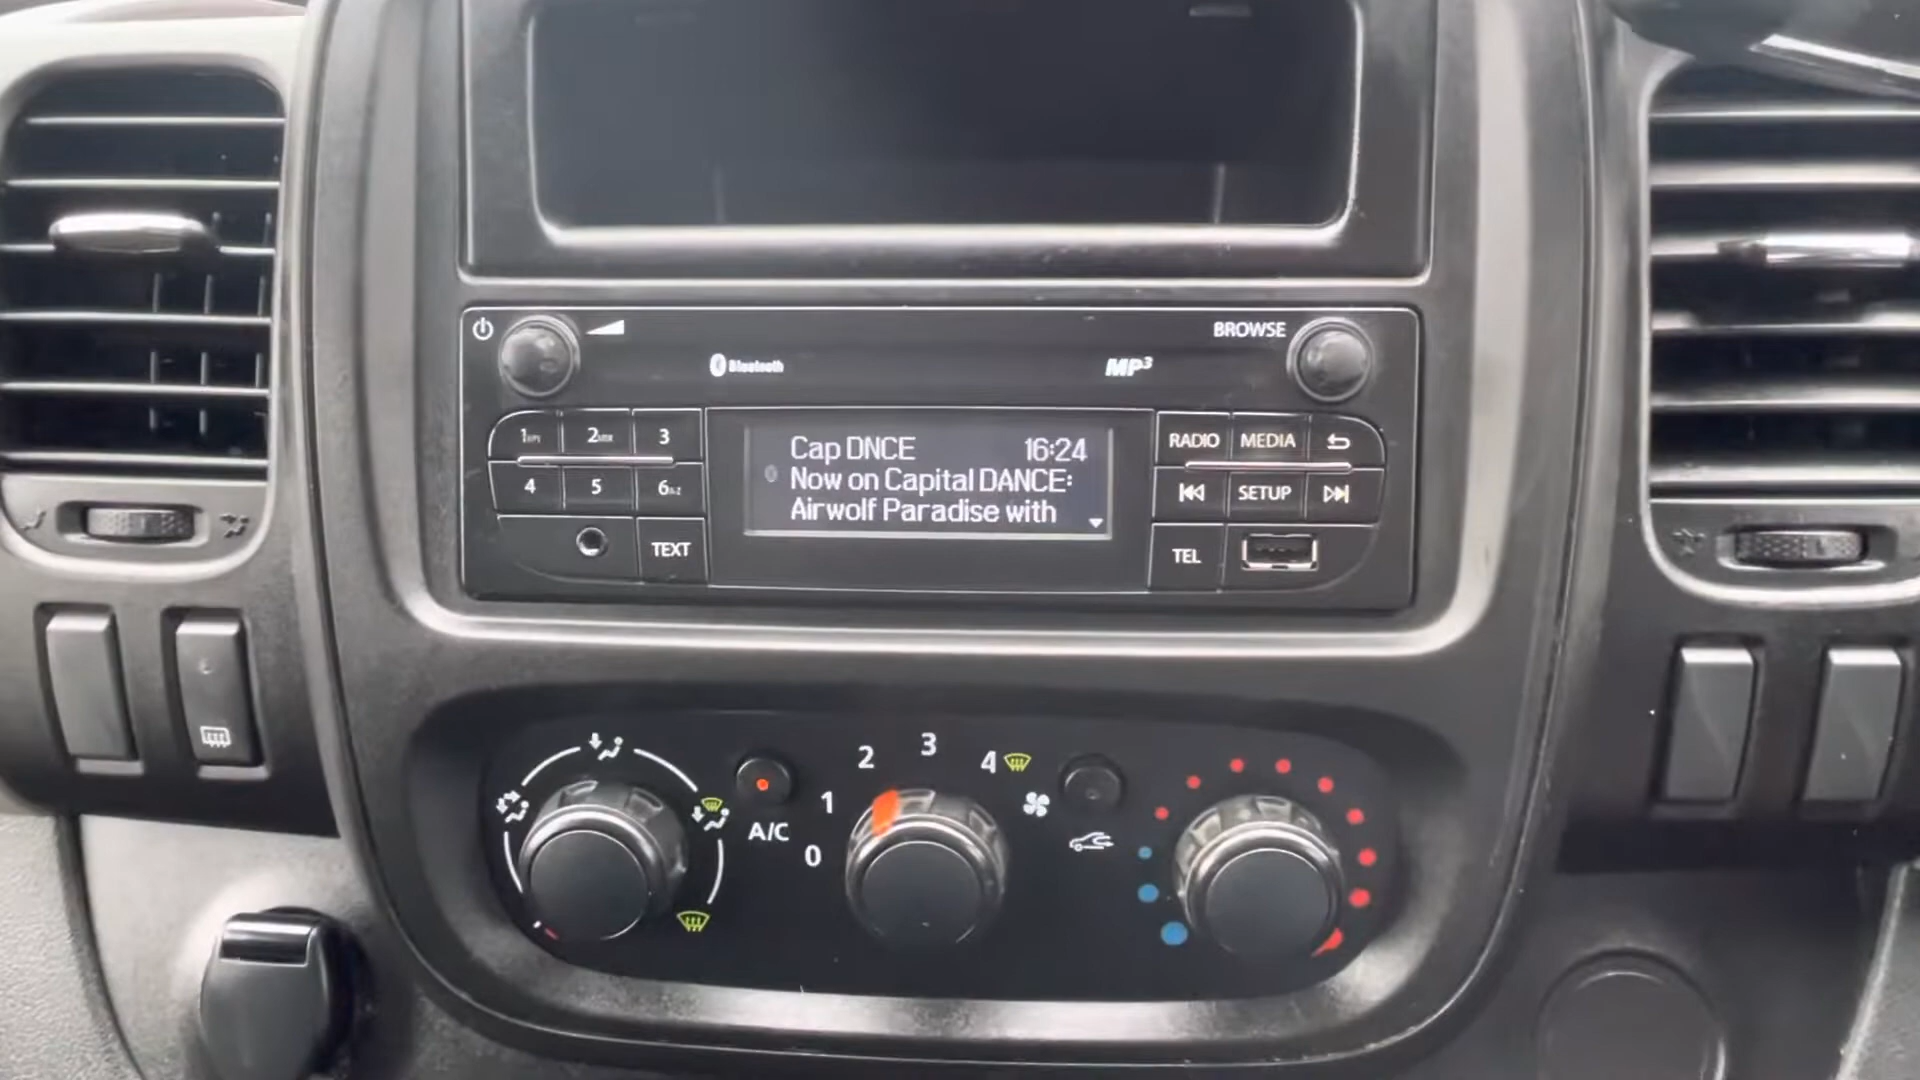 BROWSE
Bluetooth
MP3
1
2
3
RADIO
MEDIA
Cap DNCE 16:24
Now on Capital DANCE:
Airwolf Paradise with
4
5
6
SETUP
TEXT
TEL
2
3
4
1
A/C
0